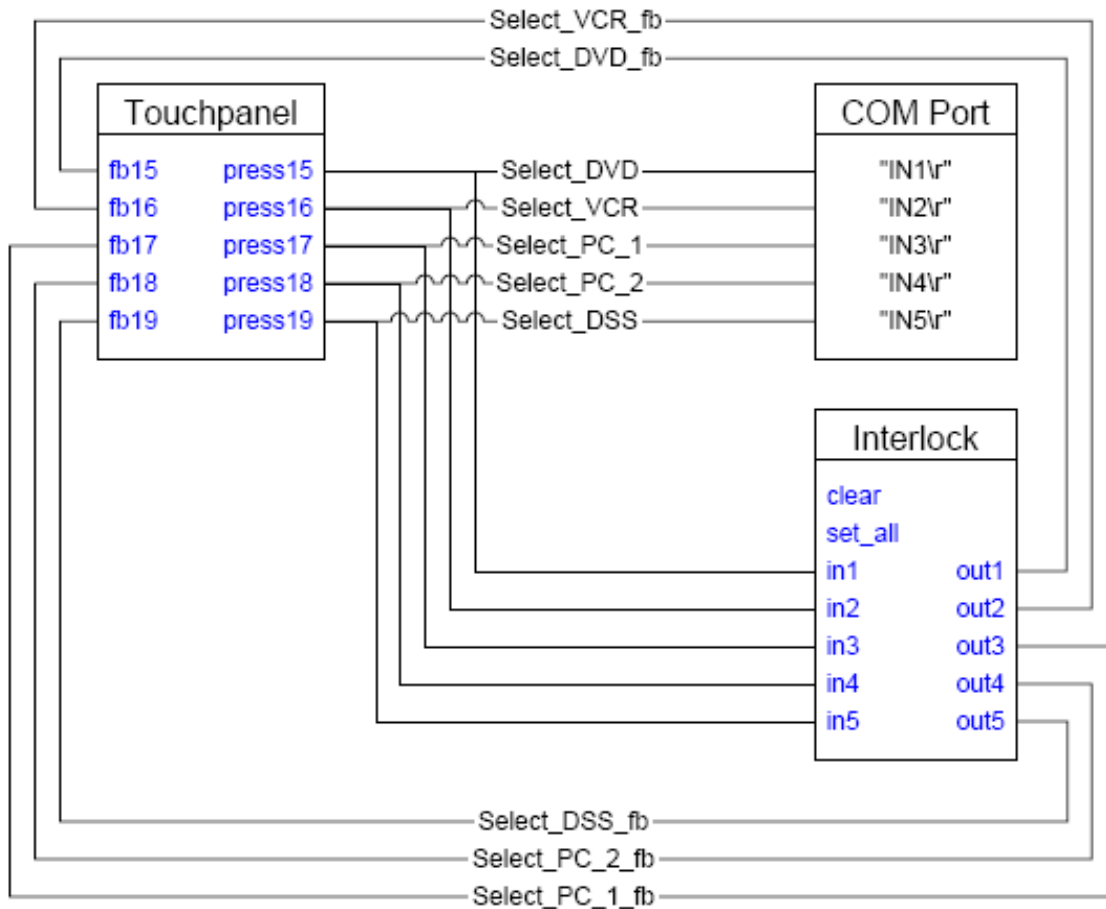 Select_VCR_fb
Select_DVD_fb
Touchpanel
COM Port
fb15 press15 Select_DVD "IN1\r"
fb16 press16 Select_VCR "IN2\r"
fb17 press17 Select_PC_1 "IN3\r"
fb18 press18 Select_PC_2 "IN4\r"
fb19 press19 Select_DSS "IN5\r"
Interlock
clear
set_all
in1 out1
in2 out2
in3 out3
in4 out4
in5 out5
Select_DSS_fb
Select_PC_2_fb
Select_PC_1_fb